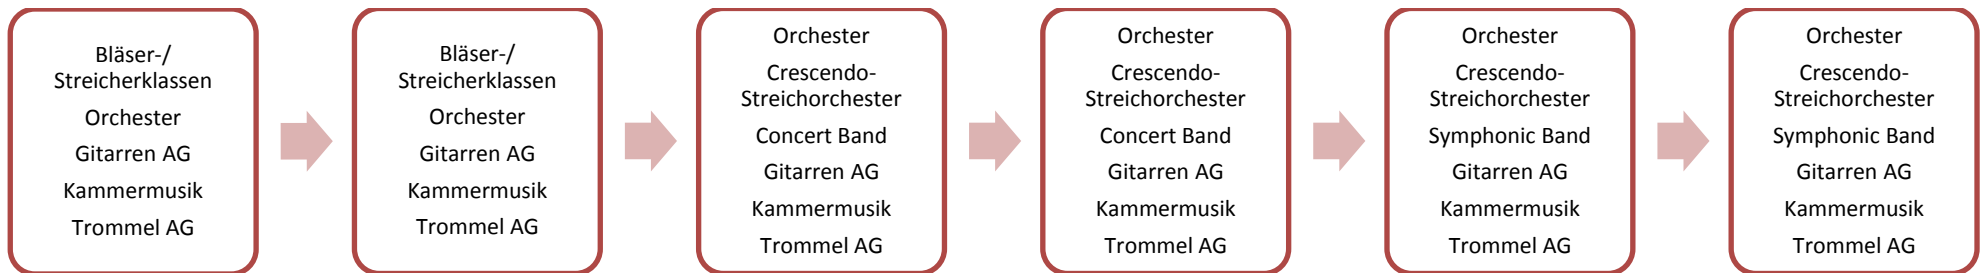 Bläser-/
Streicherklassen
Orchester
Gitarren AG
Kammermusik
Trommel AG
Bläser-/
Streicherklassen
Orchester
Gitarren AG
Kammermusik
Trommel AG
Orchester
Crescendo-
Streichorchester
Concert Band
Gitarren AG
Kammermusik
Trommel AG
Orchester
Crescendo-
Streichorchester
Concert Band
Gitarren AG
Kammermusik
Trommel AG
Orchester
Crescendo-
Streichorchester
Symphonic Band
Gitarren AG
Kammermusik
Trommel AG
Orchester
Crescendo-
Streichorchester
Symphonic Band
Gitarren AG
Kammermusik
Trommel AG